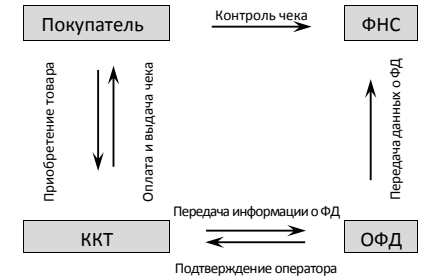 Контроль чека
Покупатель
ФНС
Приобретение товара
Оплата и выдача чека
Передача данных о ФД
Передача информации о ФД
ККТ
ОФД
Подтверждение оператора